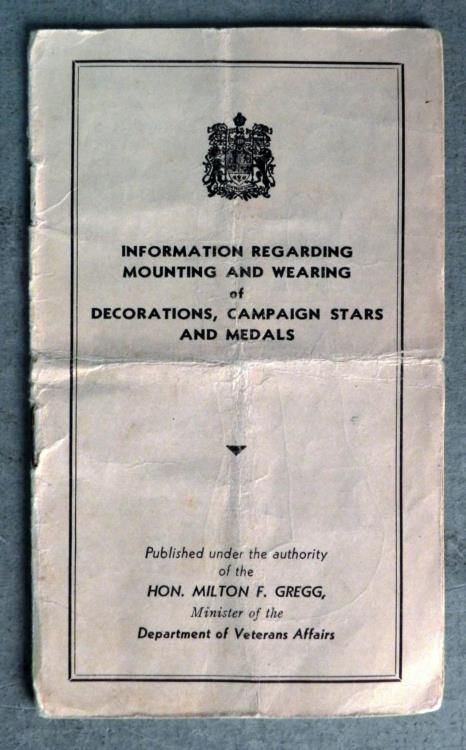 INFORMATION REGARDING
MOUNTING AND WEARING
of
DECORATIONS, CAMPAIGN STARS
AND MEDALS
Published under the authority
of the
HON. MILTON F. GREGG,
Minister of the
Department of Veterans Affairs